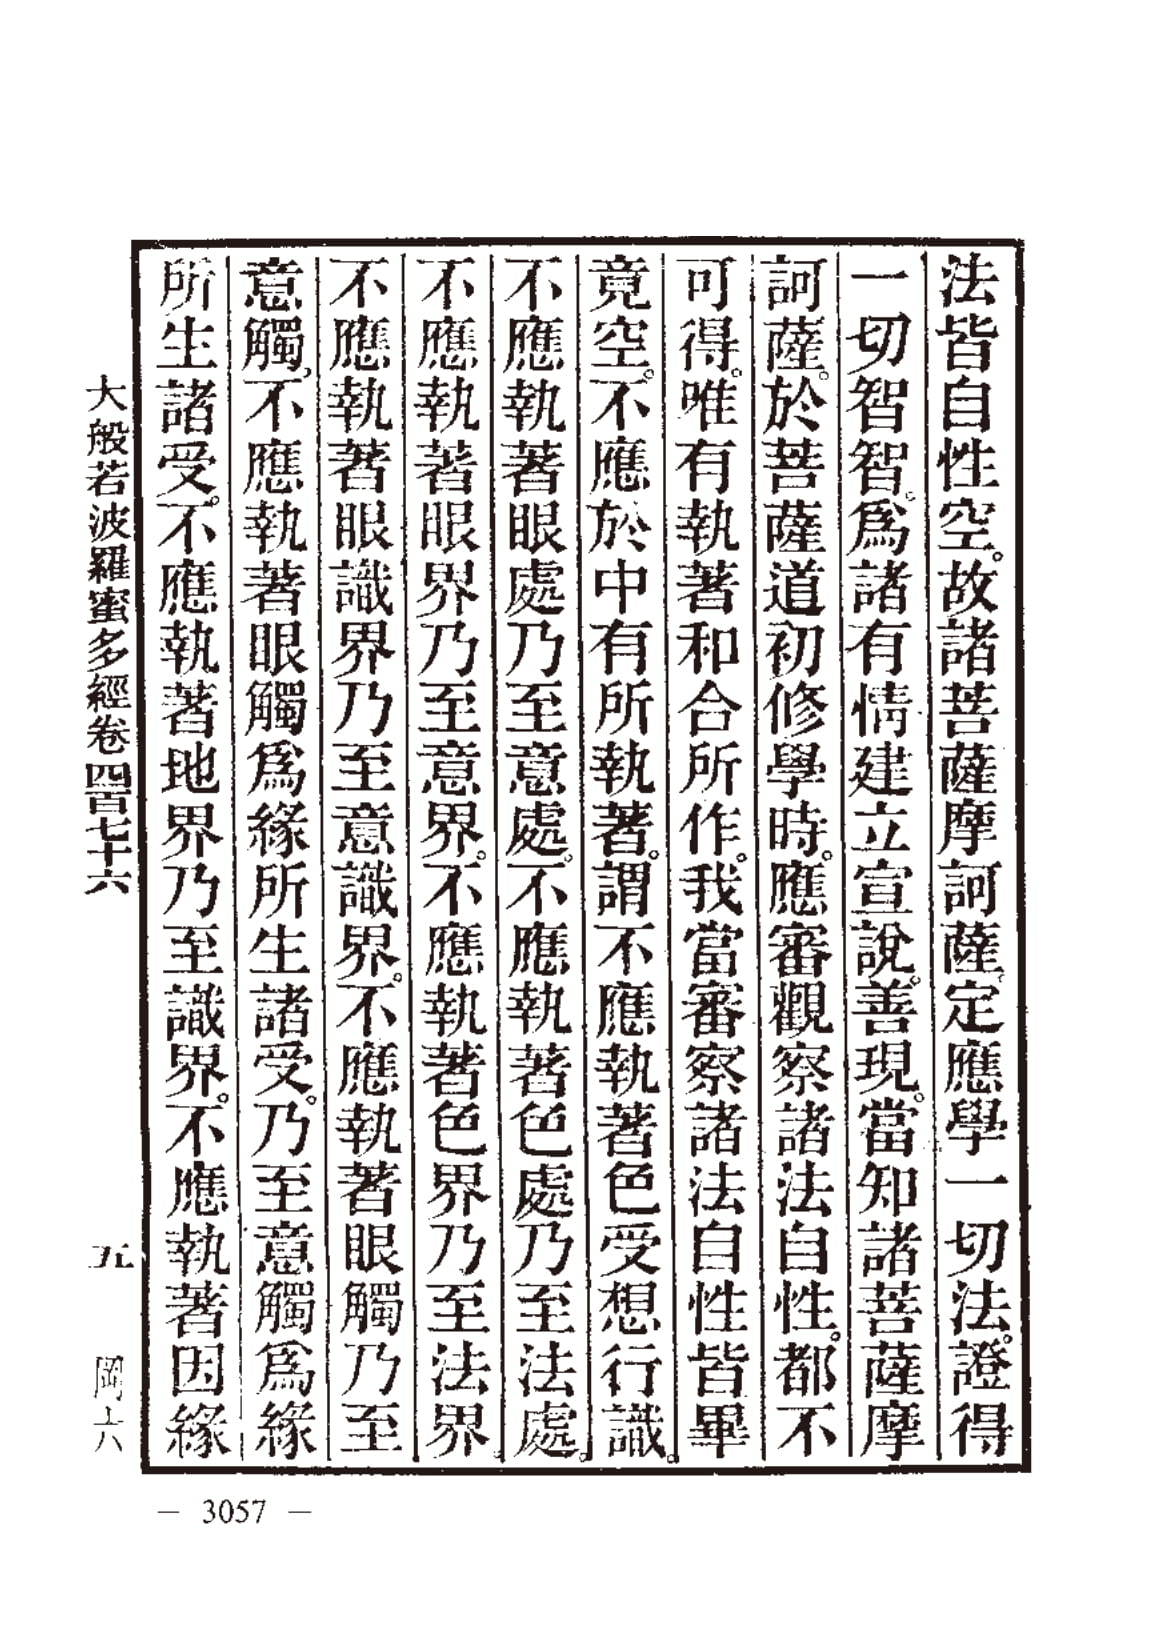 法皆自性空。故諸菩薩摩訶薩。定應學一切法。證得
一切智智。爲諸有情建立宣說。善現。當知諸菩薩摩
訶薩。於菩薩道初修學時。應審觀察諸法自性。都不
可得。唯有執著和合所作。我當審察諸法自性皆畢
竟空。不應於中有所執著。謂不應執著色受想行識。
不應執著眼處乃至意處。不應執著色處乃至法處。
不應執著眼界乃至意界。不應執著色界乃至法界。
不應執著眼識界乃至意識界。不應執著眼觸乃至
意觸,不應執著眼觸爲緣所生諸受。乃至意觸爲緣
所生諸受。不應執著地界乃至識界。不應執著因緣
大般若波羅蜜多經卷四百七十六 五 岡六
— 3057 —